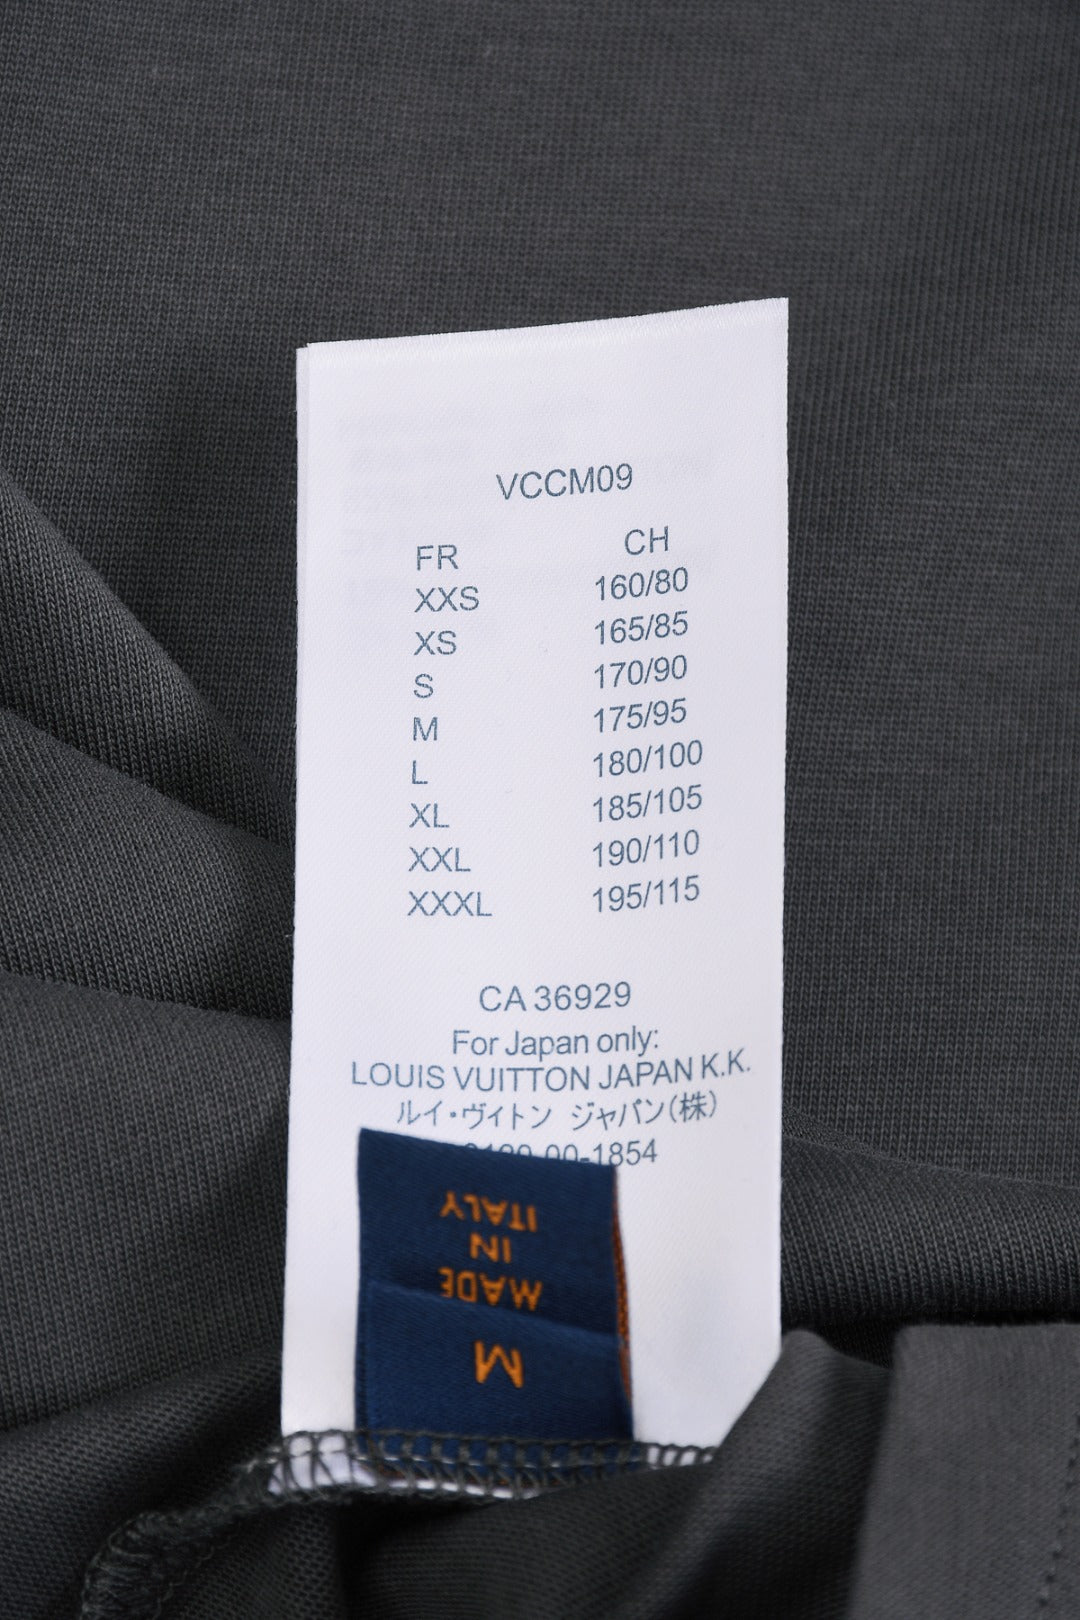 VCCM09
FR CH
XXS 160/80
XS 165/85
S 170/90
M 175/95
L 180/100
XL 185/105
XXL 190/110
XXXL 195/115
CA 36929
For Japan only:
LOUIS VUITTON JAPAN K.K.
ルイ・ヴィトン ジャパン(株)
00-1854
MADE
IN
ITALY
M